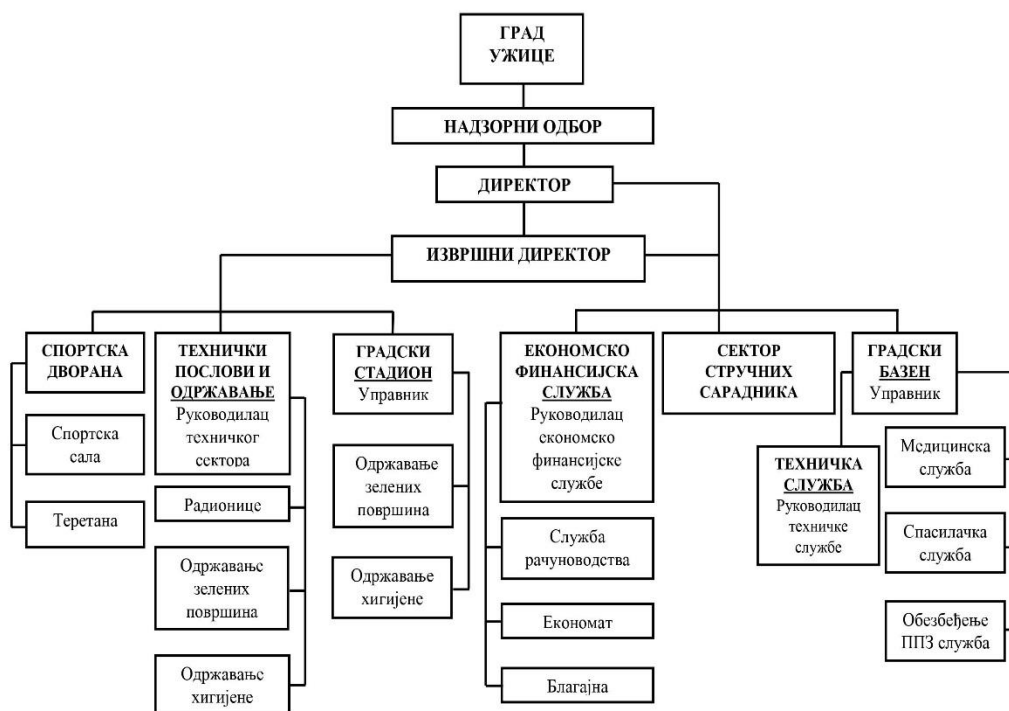 ГРАД
УЖИЦЕ
НАДЗОРНИ ОДБОР
ДИРЕКТОР
ИЗВРШНИ ДИРЕКТОР
СПОРТСКА
ДВОРАНА
Спортска
сала
Теретана
ТЕХНИЧКИ
ПОСЛОВИ И
ОДРЖАВАЊЕ
Руководилац
техничког
сектора
Радионице
Одржавање
зелених
површина
Одржавање
хигијене
ГРАДСКИ
СТАДИОН
Управник
Одржавање
зелених
површина
Одржавање
хигијене
ЕКОНОМСКО
ФИНАНСИЈСКА
СЛУЖБА
Руководилац
економско
финансијске
службе
Служба
рачуноводства
Економат
Благајна
СЕКТОР
СТРУЧНИХ
САРАДНИКА
ГРАДСКИ
БАЗЕН
Управник
ТЕХНИЧКА
СЛУЖБА
Руководилац
техничке
службе
Медицинска
служба
Спасилачка
служба
Обезбеђење
ППЗ служба